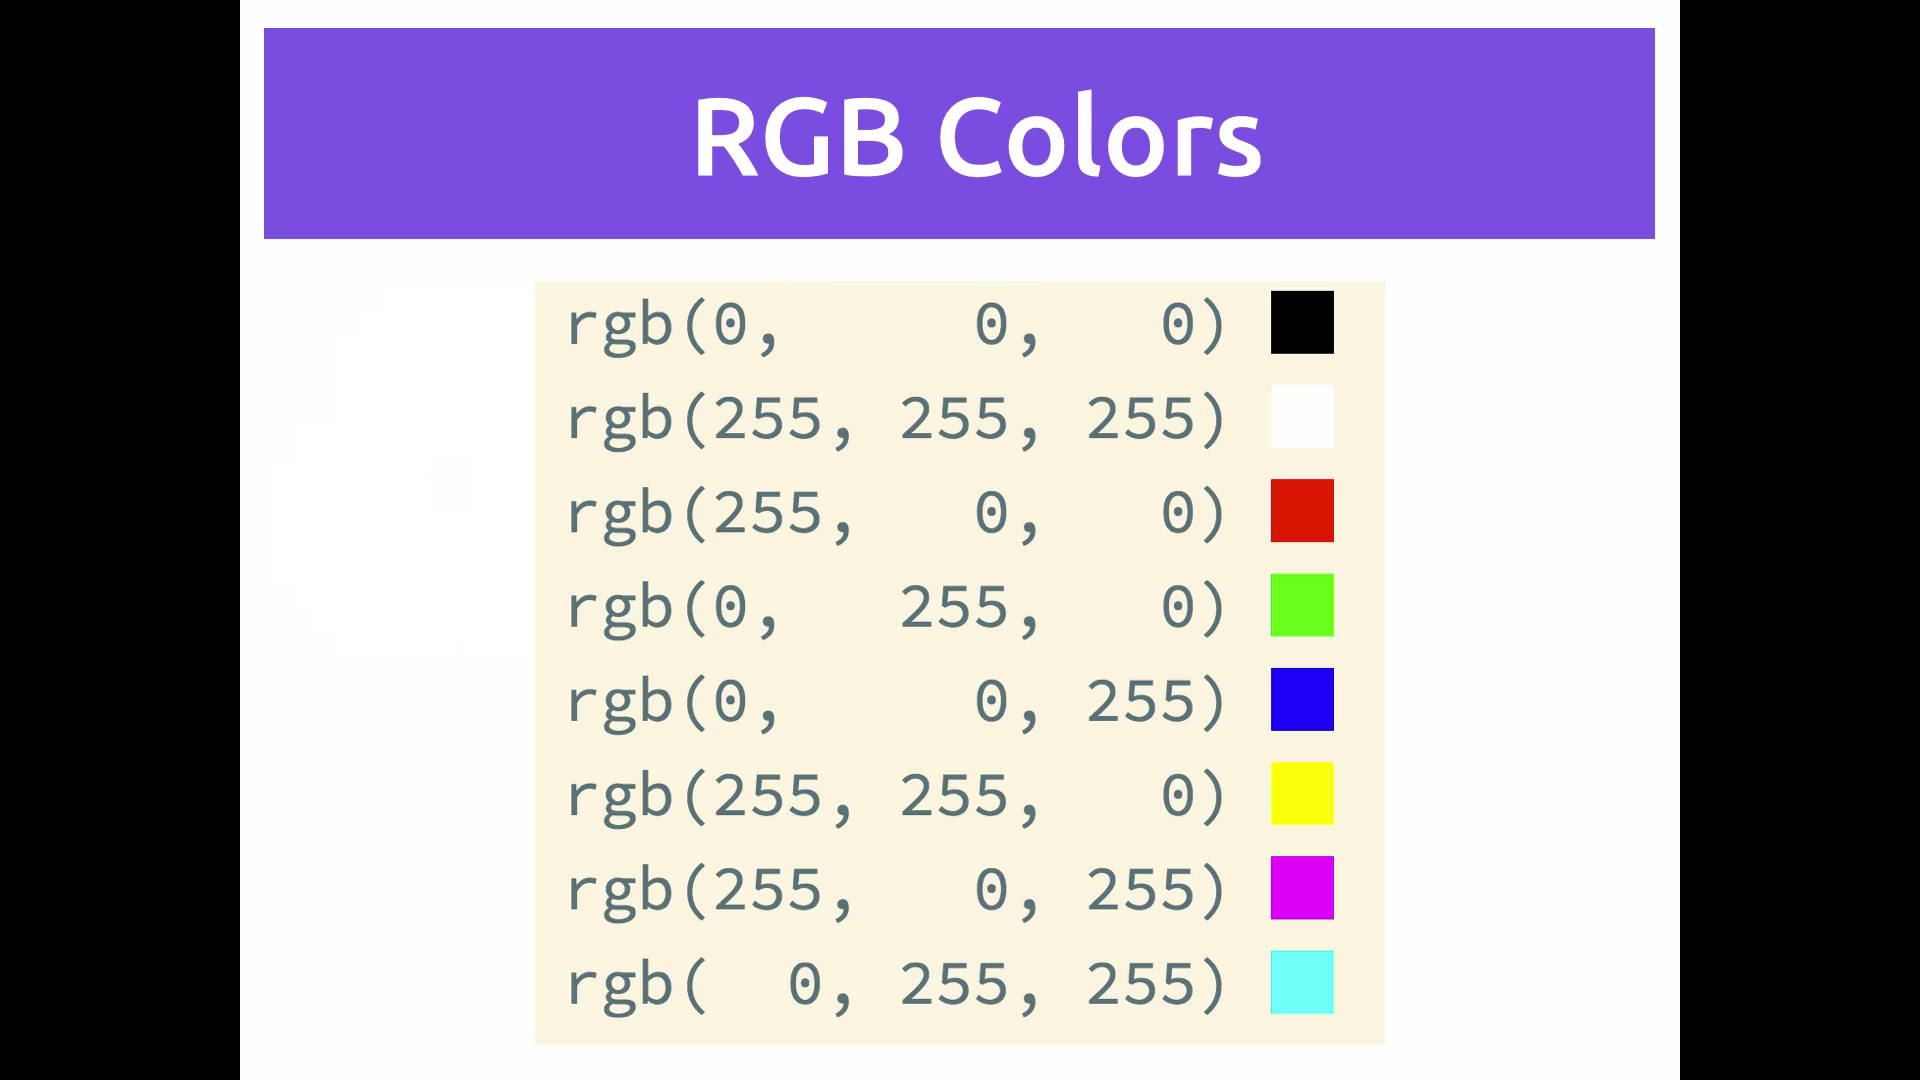 RGB Colors
rgb(0,     0,   0)
rgb(255, 255, 255)
rgb(255,   0,   0)
rgb(0,   255,   0)
rgb(0,     0, 255)
rgb(255, 255,   0)
rgb(255,   0, 255)
rgb(  0, 255, 255)